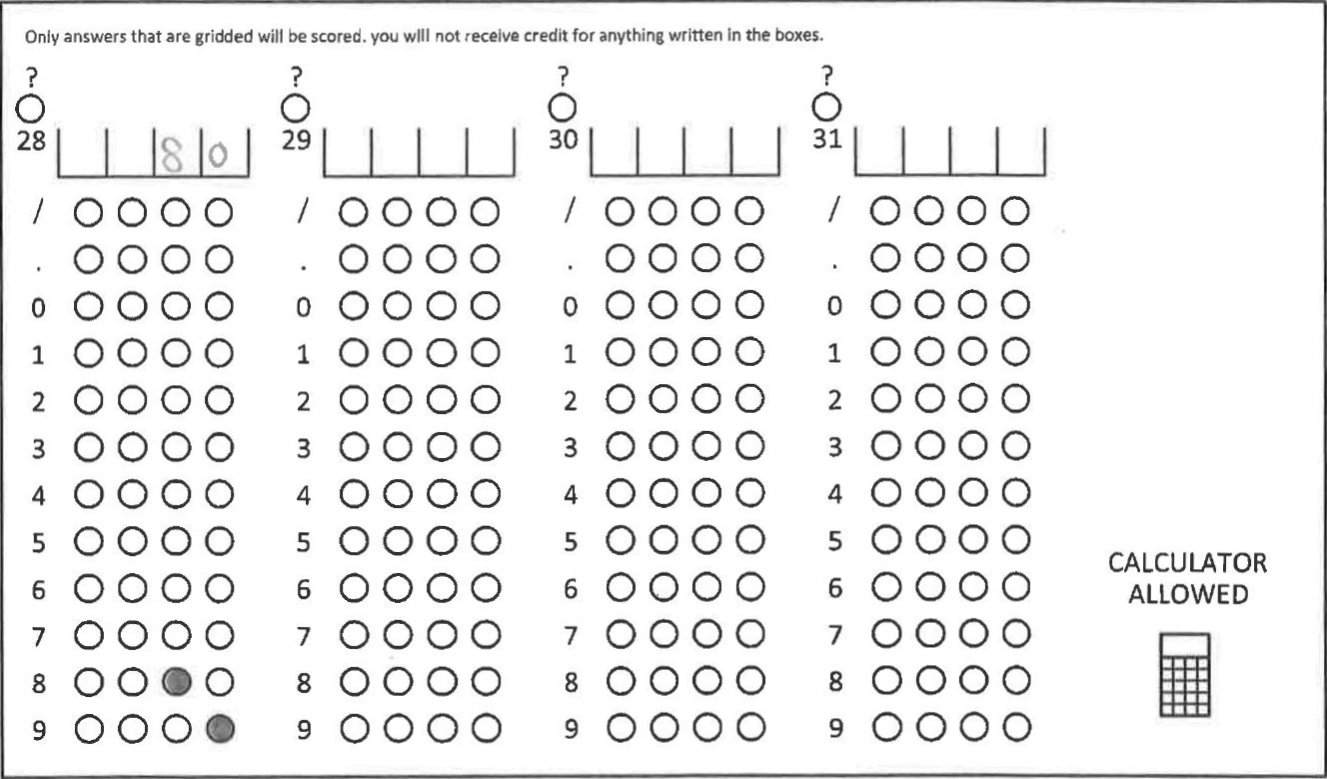 Only answers that are gridded will be scored. you will not receive credit for anything written in the boxes.
? ? ? ?
28 80 29 30 31
/ / / /
. . . .
0 0 0 0
1 1 1 1
2 2 2 2
3 3 3 3
4 4 4 4
5 5 5 5
6 6 6 6
7 7 7 7
8 8 8 8
9 9 9 9
CALCULATOR
ALLOWED